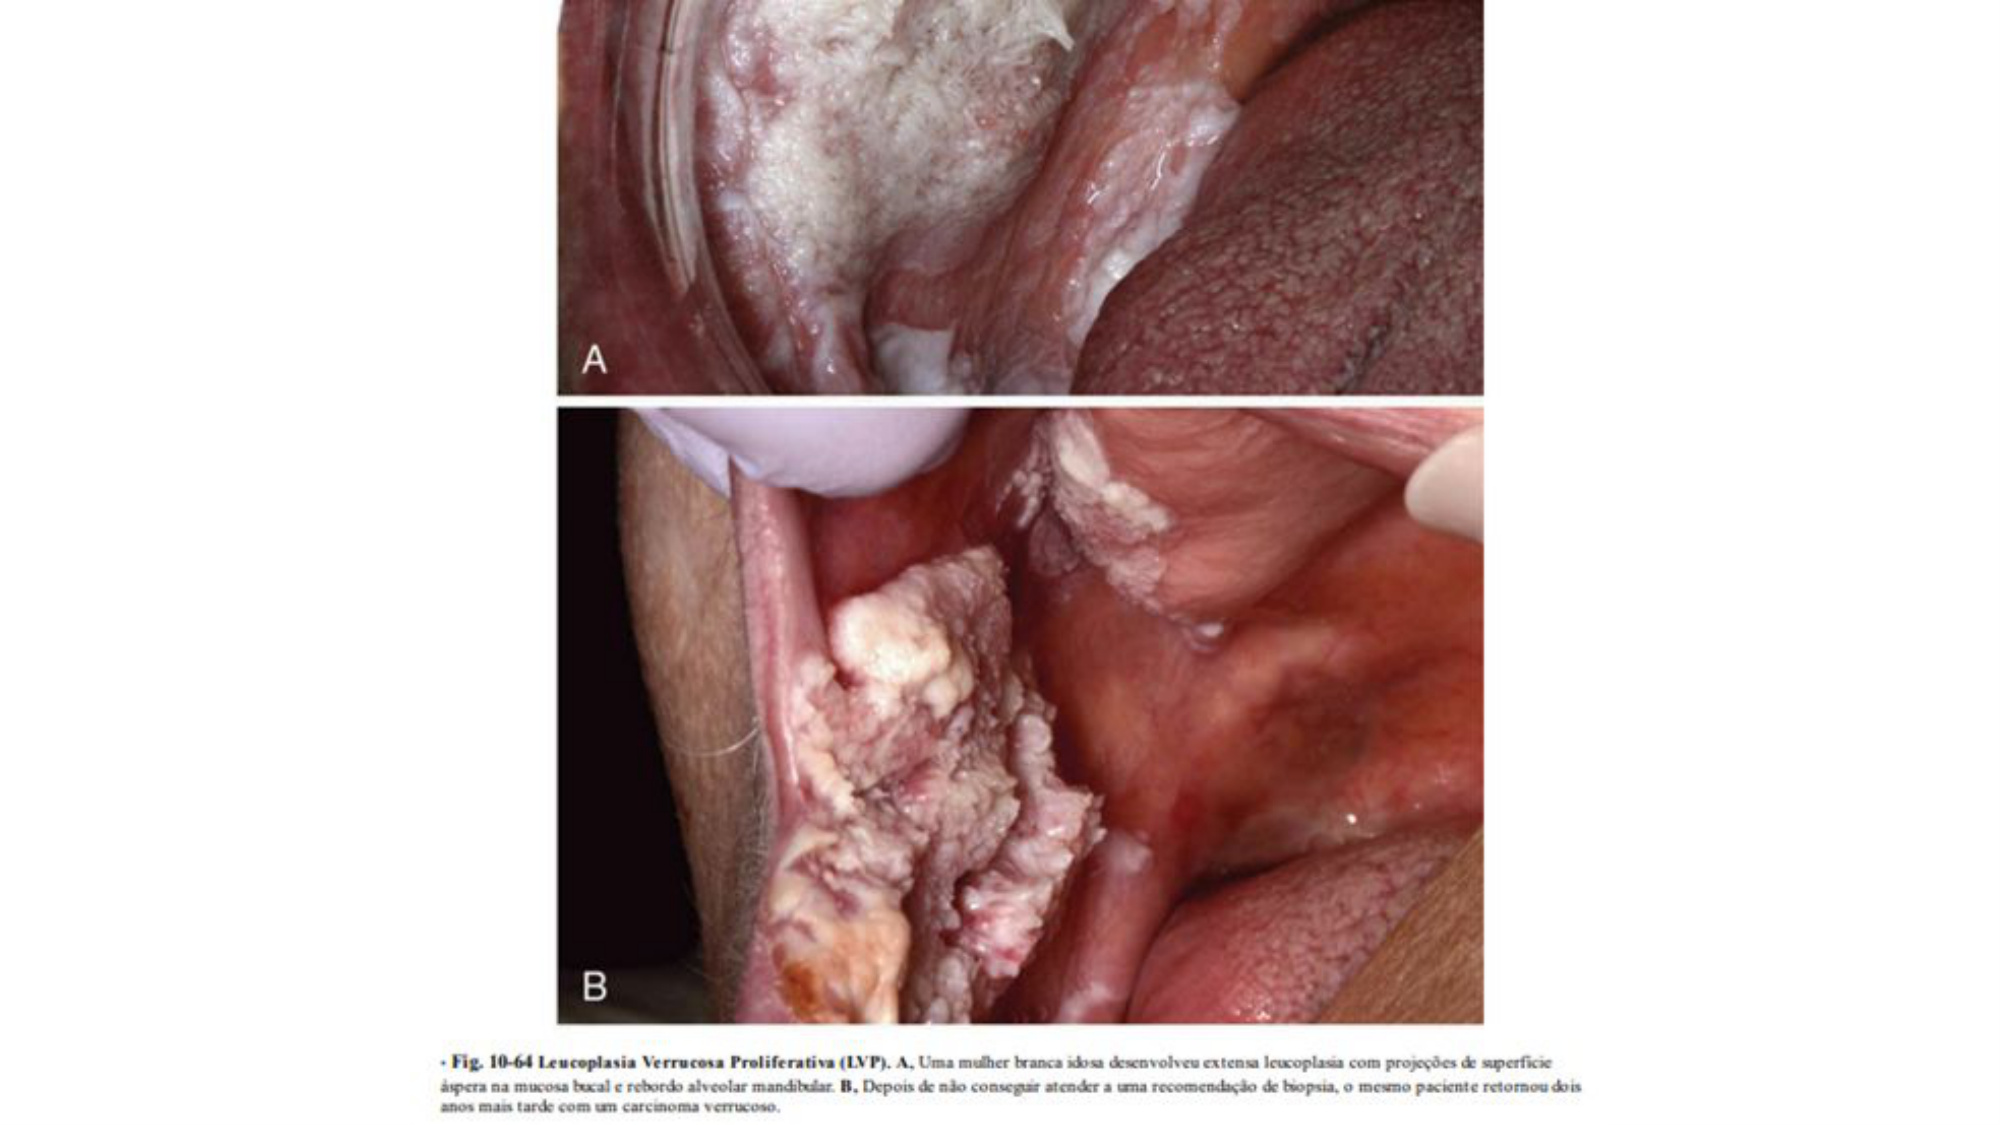 A
B
• Fig. 10-64 Leucoplasia Verrucosa Proliferativa (LVP). A, Uma mulher branca idosa desenvolveu extensa leucoplasia com projeções de superfície
áspera na mucosa bucal e rebordo alveolar mandibular. B, Depois de não conseguir atender a uma recomendação de biopsia, o mesmo paciente retornou dois
anos mais tarde com um carcinoma verrucoso.